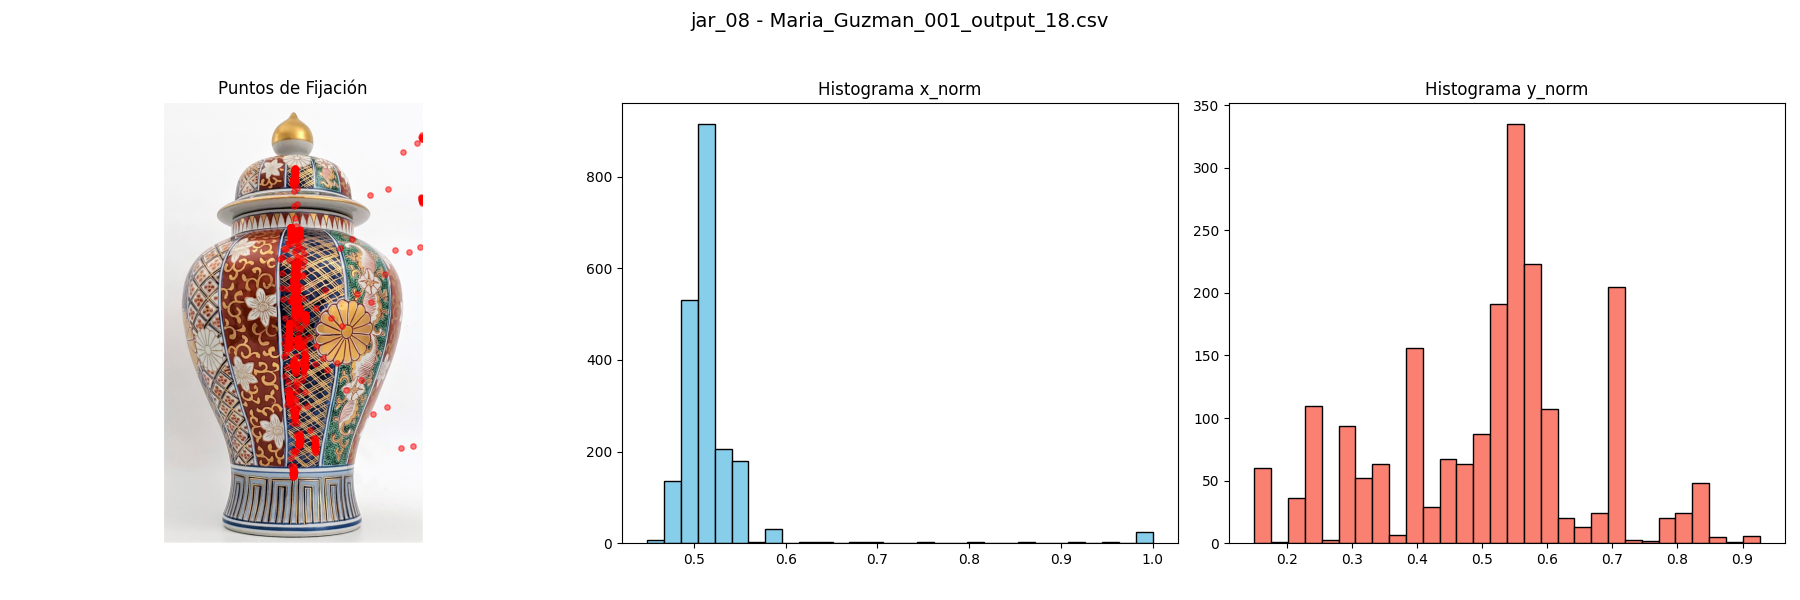 jar_08 - Maria_Guzman_001_output_18.csv
Puntos de Fijación
Histograma x_norm
800
600
400
200
0
0.5 0.6 0.7 0.8 0.9 1.0
Histograma y_norm
350
300
250
200
150
100
50
0
0.2 0.3 0.4 0.5 0.6 0.7 0.8 0.9